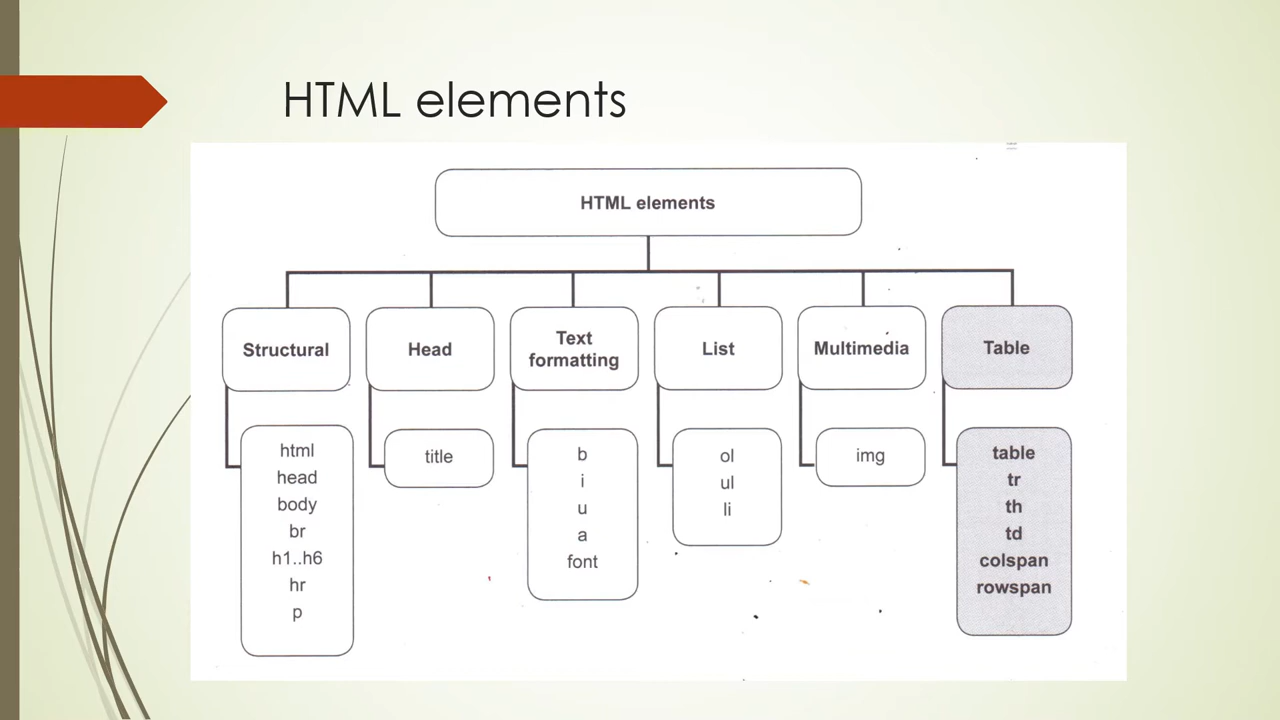 HTML elements
HTML elements
Structural
Head
Text
formatting
List
Multimedia
Table
html
head
body
br
h1..h6
hr
p
title
b
i
u
a
font
ol
ul
li
img
table
tr
th
td
colspan
rowspan